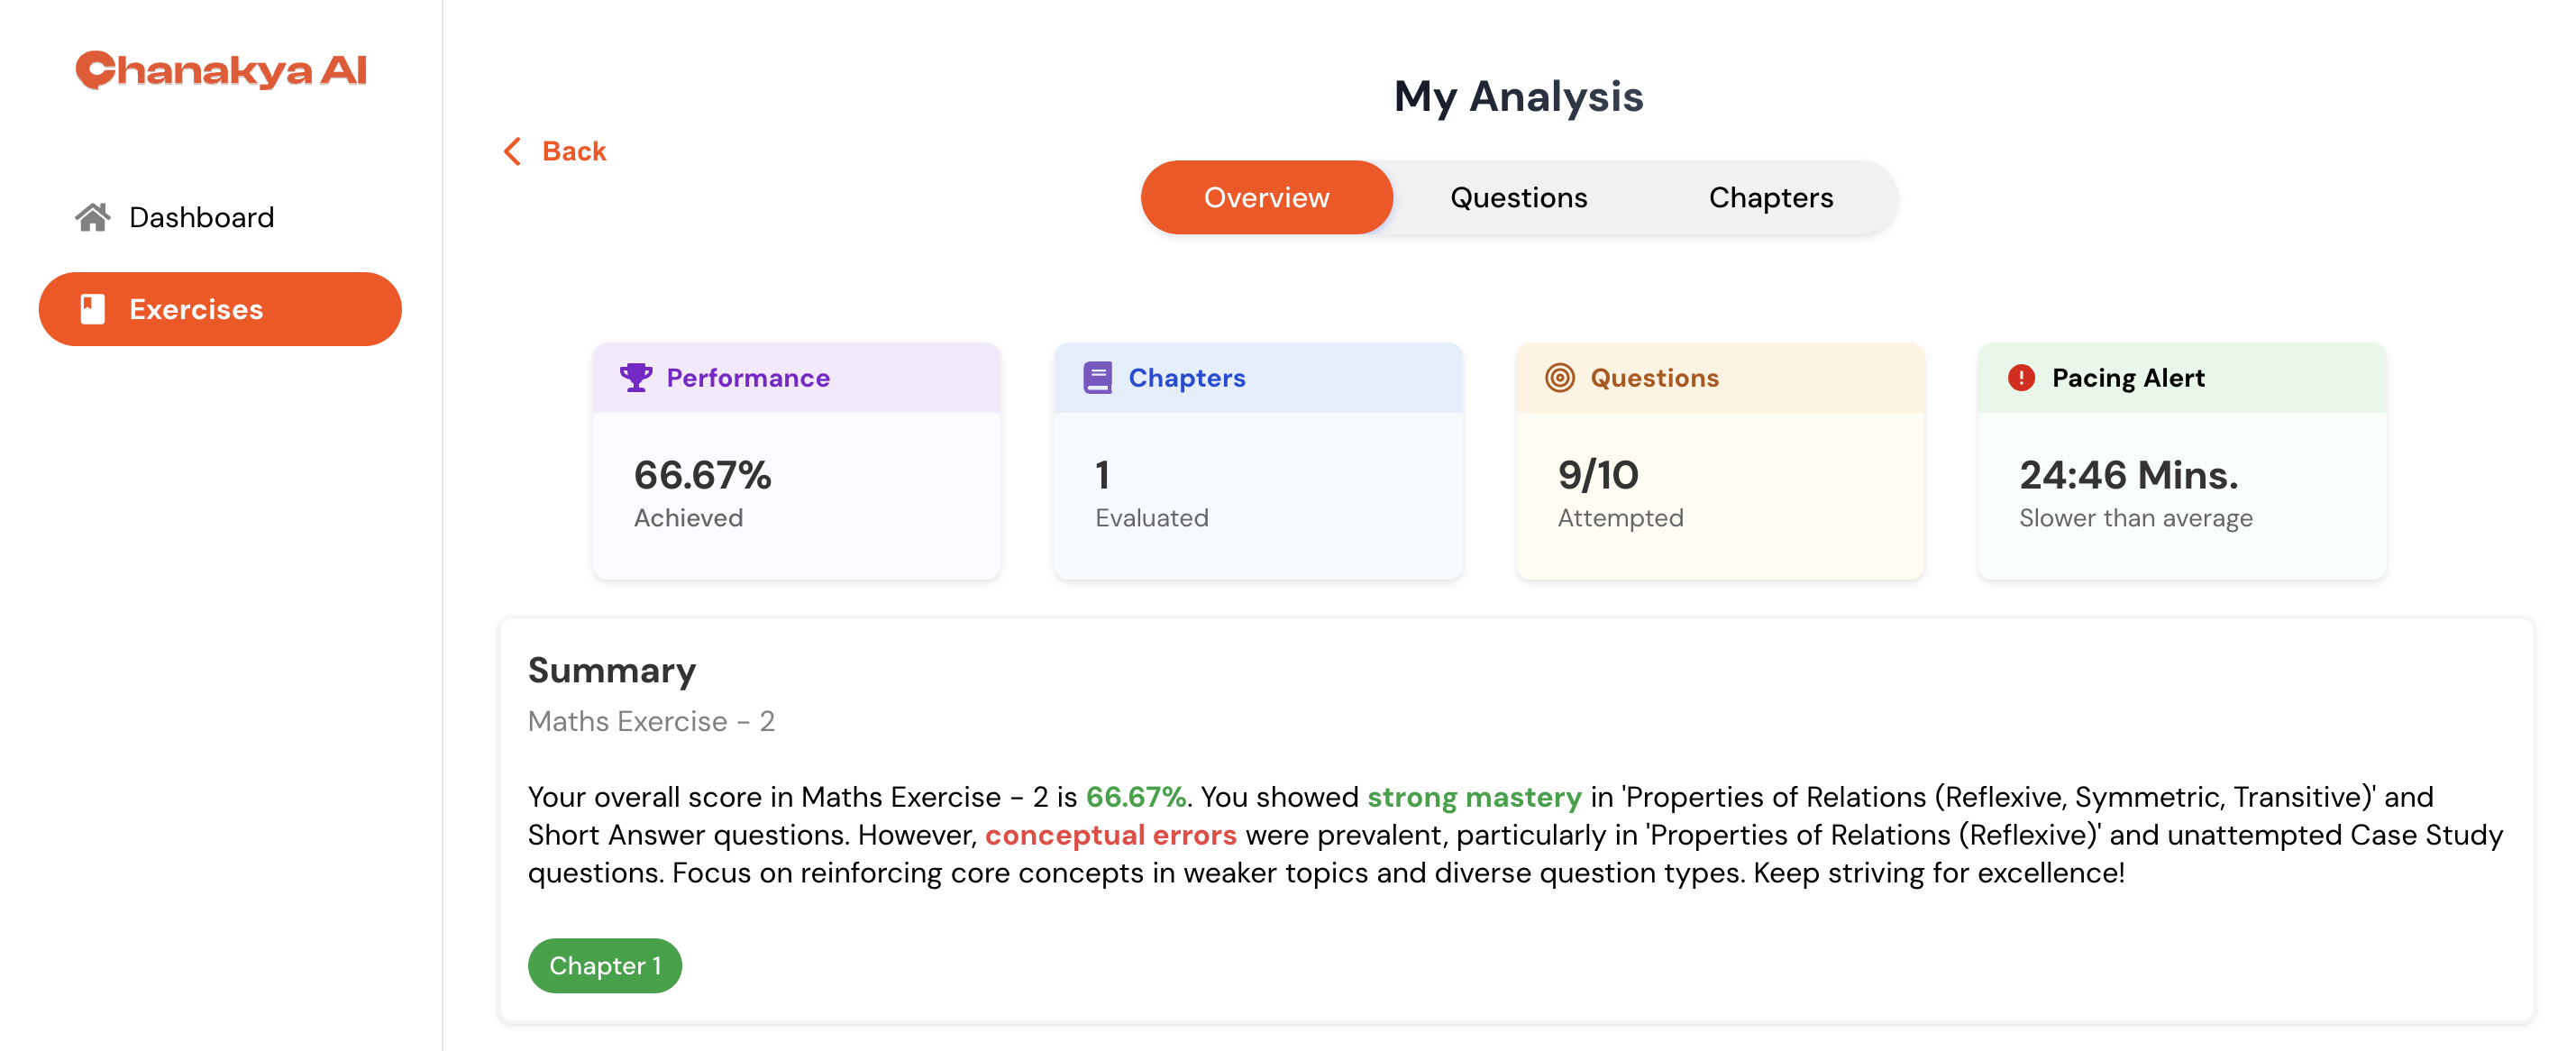 Chanakya AI
Dashboard
Exercises
My Analysis
Back
Overview
Questions
Chapters
Performance
66.67%
Achieved
Chapters
1
Evaluated
Questions
9/10
Attempted
Pacing Alert
24:46 Mins.
Slower than average
Summary
Maths Exercise - 2
Your overall score in Maths Exercise - 2 is 66.67%. You showed strong mastery in 'Properties of Relations (Reflexive, Symmetric, Transitive)' and
Short Answer questions. However, conceptual errors were prevalent, particularly in 'Properties of Relations (Reflexive)' and unattempted Case Study
questions. Focus on reinforcing core concepts in weaker topics and diverse question types. Keep striving for excellence!
Chapter 1